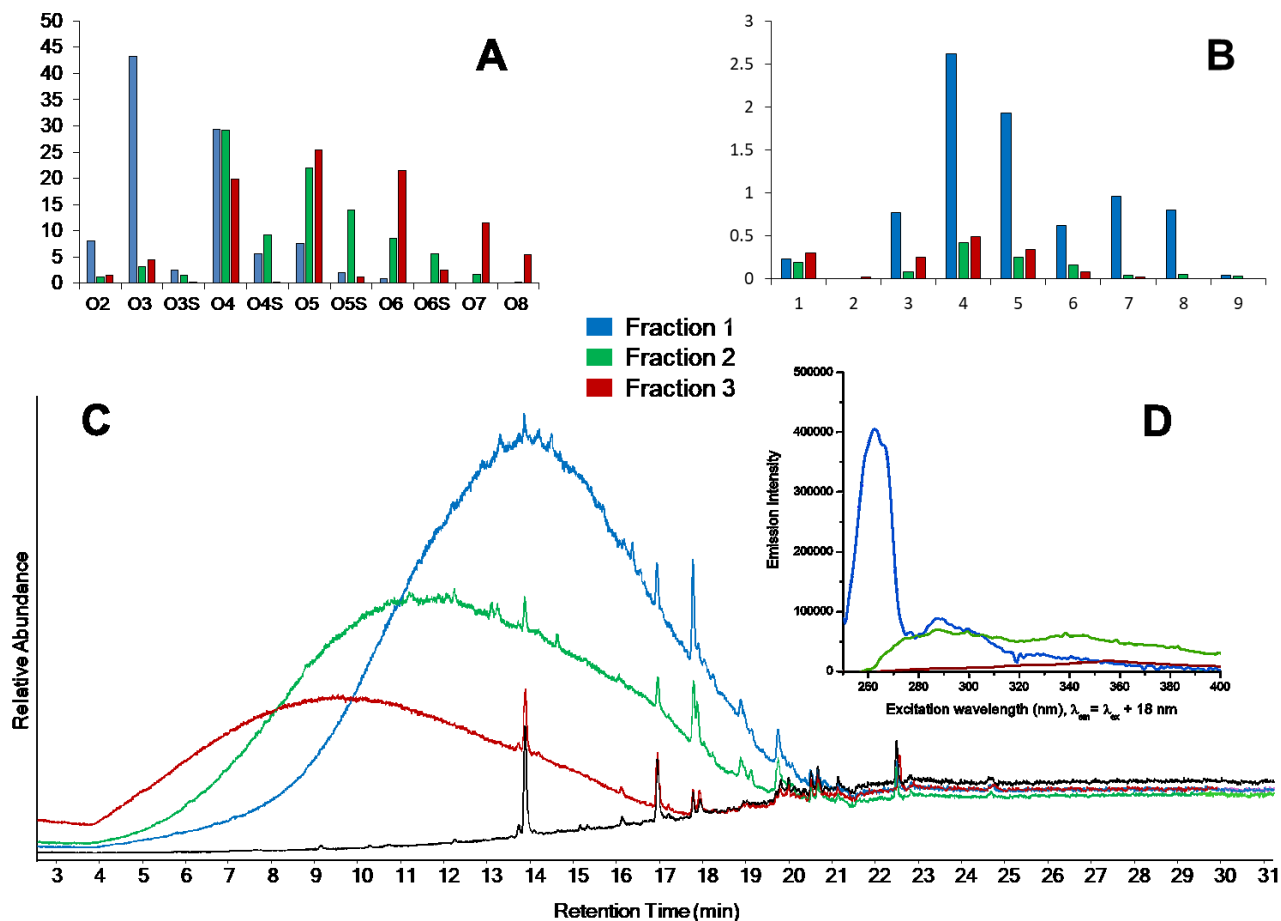 50
45
40
35
30
25
20
15
10
5
0
A
O2 O3 O3S O4 O4S O5 O5S O6 O6S O7 O8
3
2.5
2
1.5
1
0.5
0
B
1 2 3 4 5 6 7 8 9
Fraction 1
Fraction 2
Fraction 3
C
Relative Abundance
3 4 5 6 7 8 9 10 11 12 13 14 15 16 17 18 19 20 21 22 23 24 25 26 27 28 29 30 31
Retention Time (min)
500000
400000
300000
200000
100000
0
D
Emission Intensity
260 280 300 320 340 360 380 400
Excitation wavelength (nm), λem= λex + 18 nm